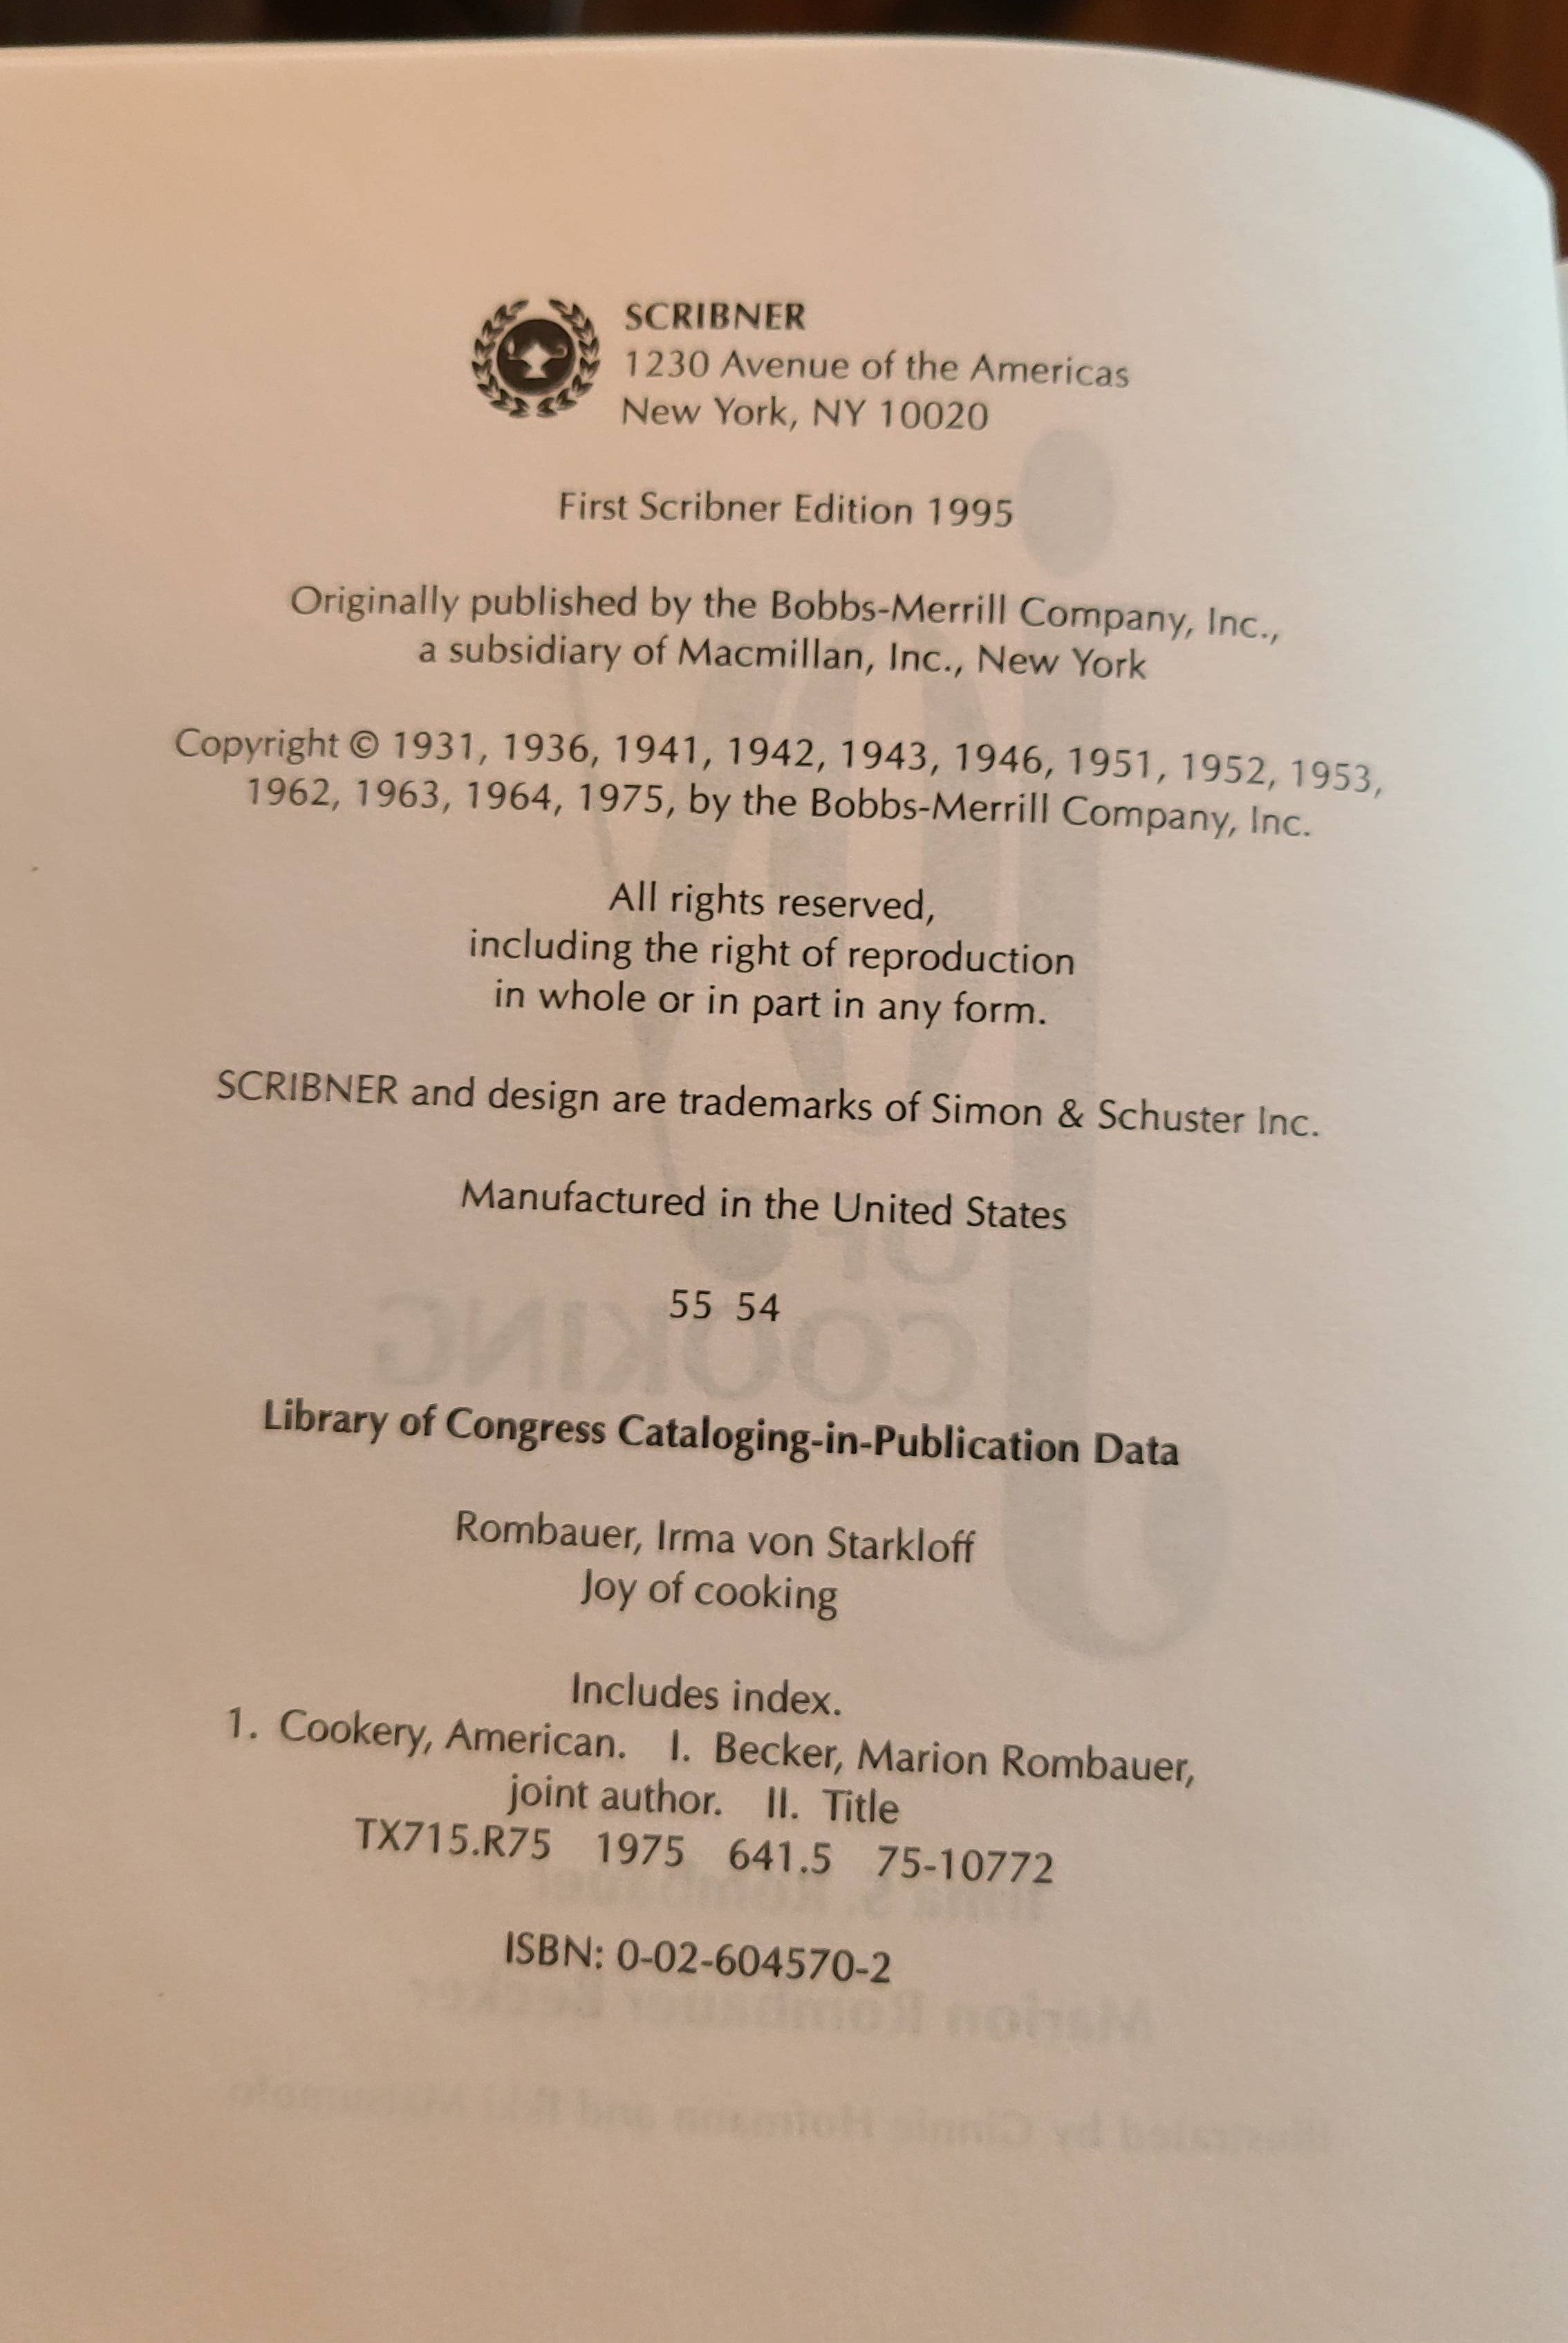 SCRIBNER
1230 Avenue of the Americas
New York, NY 10020
First Scribner Edition 1995
Originally published by the Bobbs-Merrill Company, Inc.,
a subsidiary of Macmillan, Inc., New York
Copyright © 1931, 1936, 1941, 1942, 1943, 1946, 1951, 1952, 1953,
1962, 1963, 1964, 1975, by the Bobbs-Merrill Company, Inc.
All rights reserved,
including the right of reproduction
in whole or in part in any form.
SCRIBNER and design are trademarks of Simon & Schuster Inc.
Manufactured in the United States
55 54
Library of Congress Cataloging-in-Publication Data
Rombauer, Irma von Starkloff
Joy of cooking
Includes index.
1. Cookery, American. I. Becker, Marion Rombauer,
joint author. II. Title
TX715.R75 1975 641.5 75-10772
ISBN: 0-02-604570-2